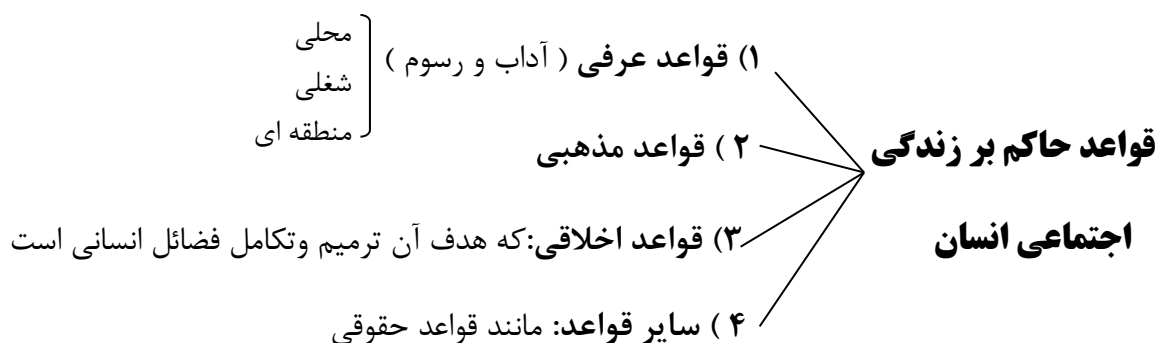 قواعد حاکم بر زندگی
اجتماعی انسان
۱) قواعد عرفی ( آداب و رسوم )
محلی
شغلی
منطقه ای
۲ ) قواعد مذهبی
۳) قواعد اخلاقی:که هدف آن ترمیم وتکامل فضائل انسانی است
۴ ) سایر قواعد: مانند قواعد حقوقی